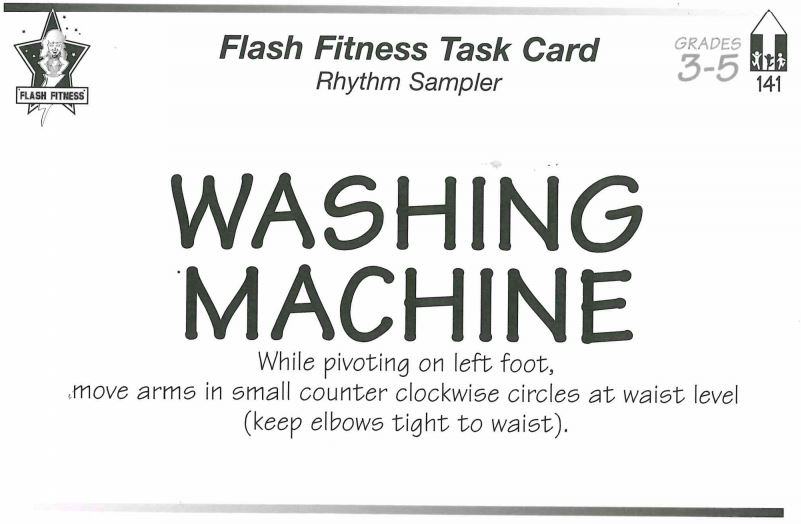 Flash Fitness Task Card
Rhythm Sampler
GRADES
3-5
141
FLASH FITNESS
WASHING
MACHINE
While pivoting on left foot,
move arms in small counter clockwise circles at waist level
(keep elbows tight to waist).